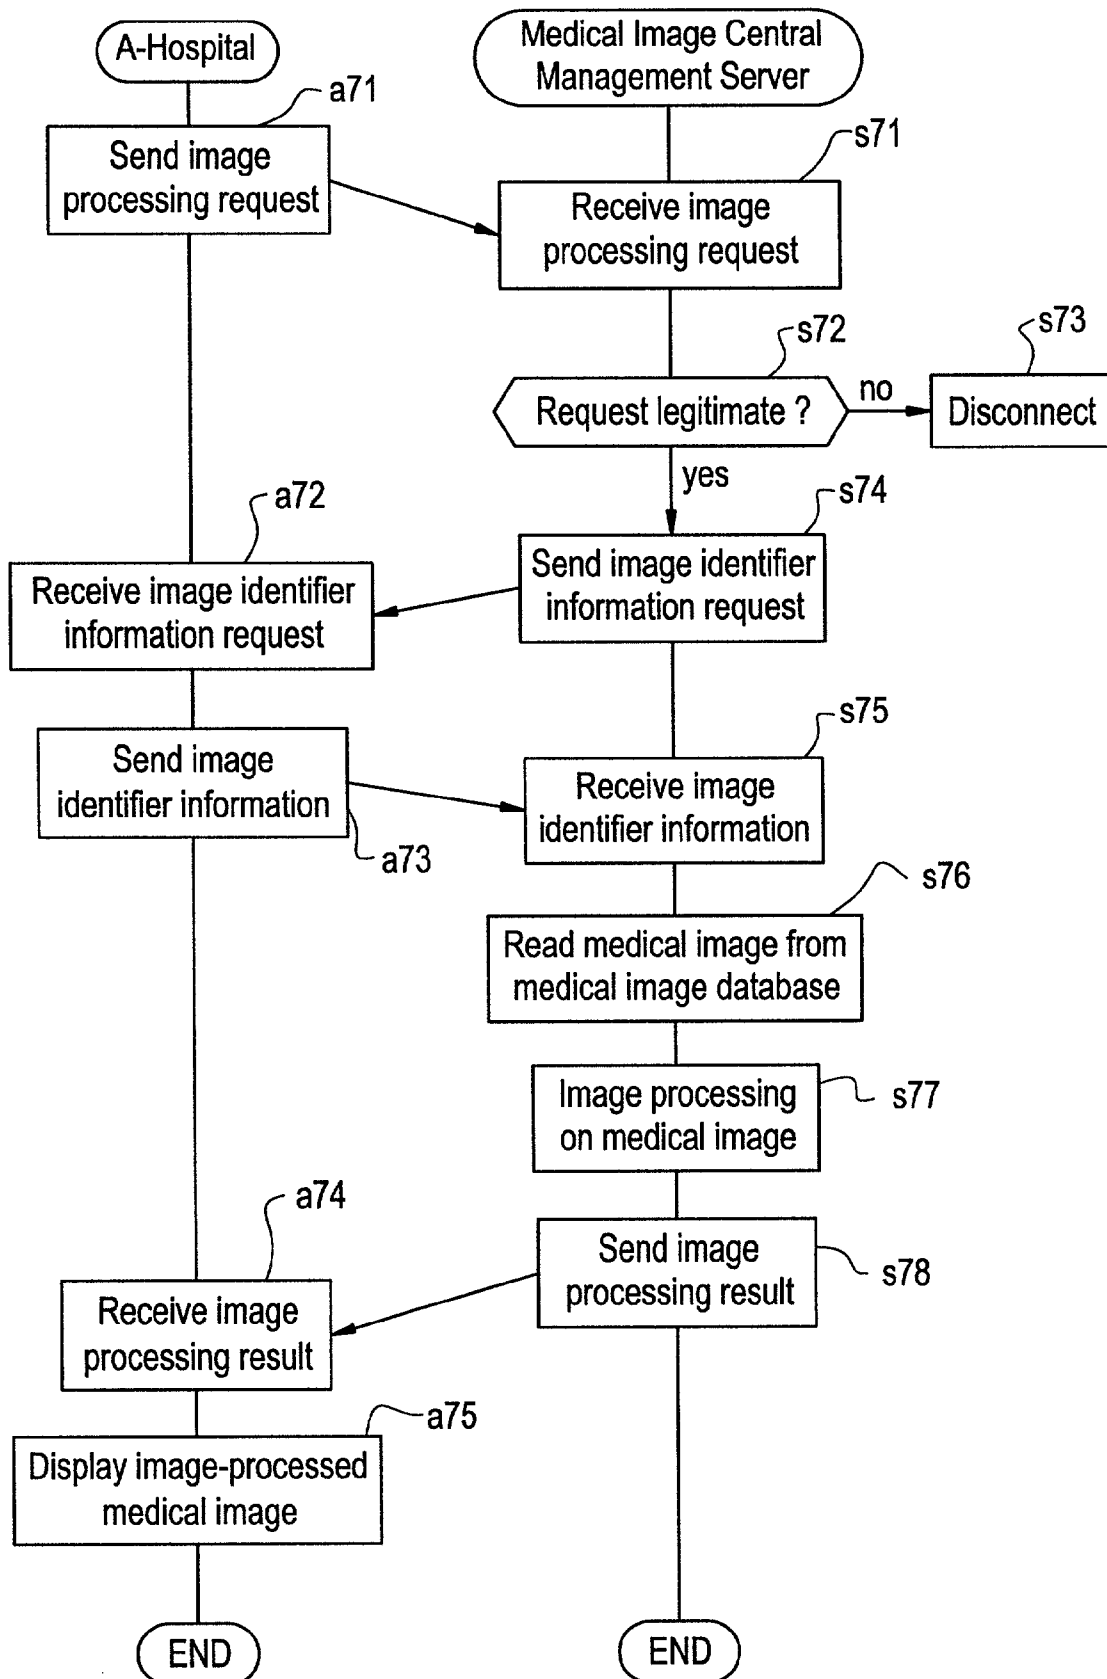 A-Hospital
Medical Image Central
Management Server
a71
Send image
processing request
s71
Receive image
processing request
s72
Request legitimate ?
no
s73
Disconnect
yes
a72
Receive image identifier
information request
s74
Send image identifier
information request
Send image
identifier information
a73
s75
Receive image
identifier information
s76
Read medical image from
medical image database
Image processing
on medical image
s77
a74
Receive image
processing result
Send image
processing result
s78
a75
Display image-processed
medical image
END
END